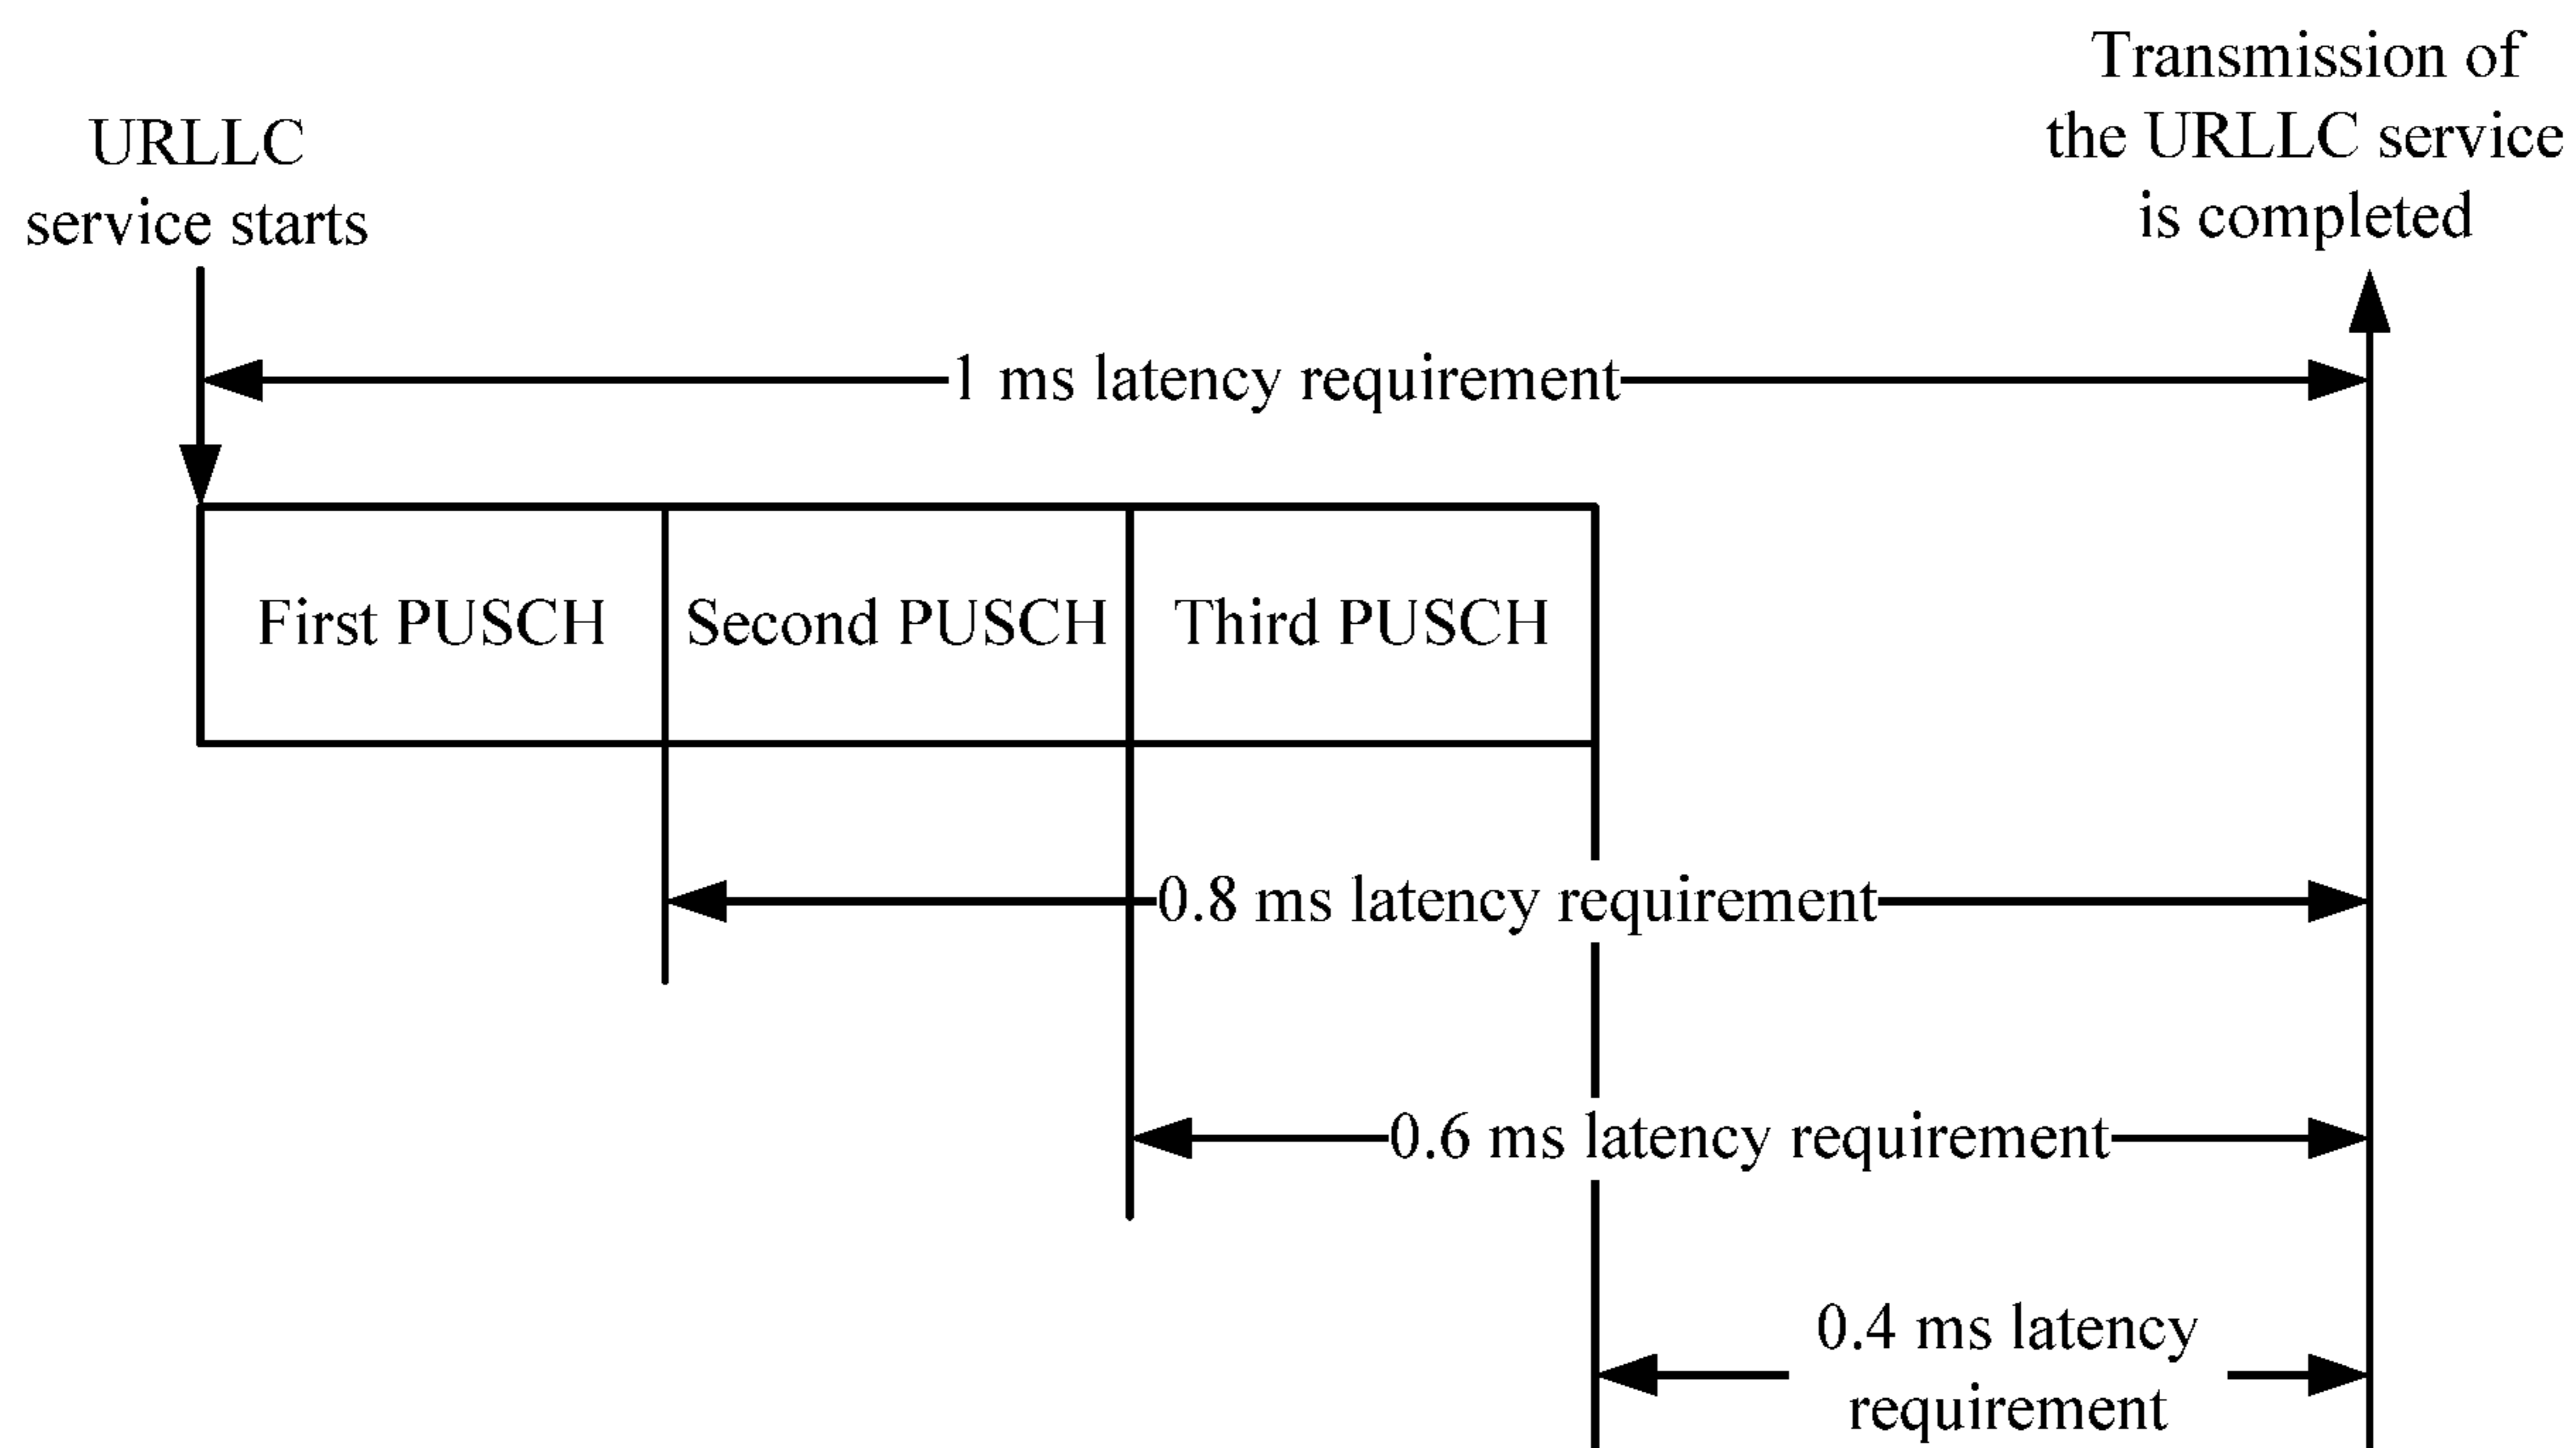 URLLC
service starts
Transmission of
the URLLC service
is completed
1 ms latency requirement
First PUSCH
Second PUSCH
Third PUSCH
0.8 ms latency requirement
0.6 ms latency requirement
0.4 ms latency
requirement